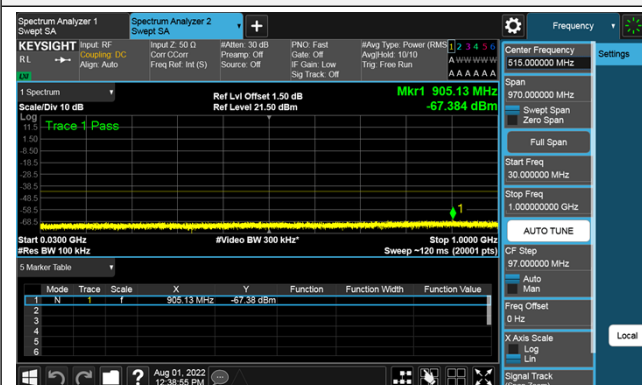 Spectrum Analyzer 1
Swept SA
Spectrum Analyzer 2
Swept SA
+
Frequency
KEYSIGHT
Input: RF
Input Z: 50 Ω
#Atten: 30 dB
PNO: Fast
#Avg Type: Power (RMS
1 2 3 4 5 6
RL
Coupling: DC
Corr CCorr
Preamp: Off
Gate: Off
Avg|Hold: 10/10
A W W W W W
Align: Auto
Freq Ref: Int (S)
Source: Off
IF Gain: Low
Trig: Free Run
Sig Track: Off
A A A A A A
Center Frequency
515.000000 MHz
Settings
1 Spectrum
Ref Lvl Offset 1.50 dB
Mkr1 905.13 MHz
Scale/Div 10 dB
Ref Level 21.50 dBm
-67.384 dBm
Log
Trace 1 Pass
11.5
1.50
-8.50
-18.5
-28.5
-38.5
-48.5
-58.5
-68.5
1
Start 0.0300 GHz
#Video BW 300 kHz*
Stop 1.0000 GHz
#Res BW 100 kHz
Sweep ~120 ms (20001 pts)
Span
970.000000 MHz
Swept Span
Zero Span
Full Span
Start Freq
30.000000 MHz
Stop Freq
1.000000000 GHz
AUTO TUNE
CF Step
97.000000 MHz
Auto
Man
Freq Offset
0 Hz
X Axis Scale
Log
Lin
Signal Track
(Span Zoom)
Local
5 Marker Table
Mode Trace Scale X Y Function Function Width Function Value
1 N 1 f 905.13 MHz -67.38 dBm
2
3
4
5
6
?
Aug 01, 2022
12:38:55 PM